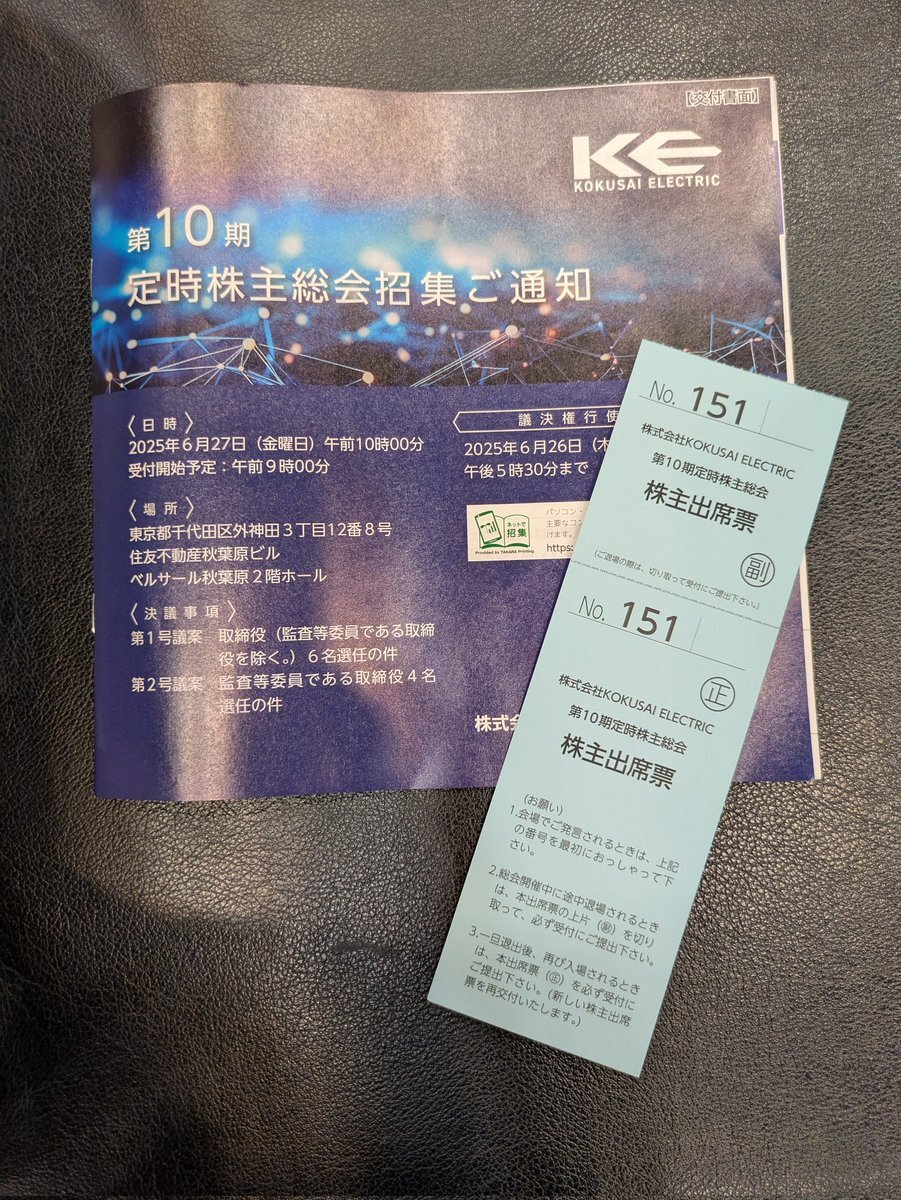 【交付書面】
KE
KOKUSAI ELECTRIC
第10期
定時株主総会招集ご通知
〈日時〉
2025年6月27日（金曜日）午前10時00分
受付開始予定：午前9時00分
〈場所〉
東京都千代田区外神田3丁目12番8号
住友不動産秋葉原ビル
ベルサール秋葉原2階ホール
〈決議事項〉
第1号議案 取締役（監査等委員である取締
役を除く。）6名選任の件
第2号議案 監査等委員である取締役4名
選任の件
議決権行使
2025年6月26日（木
午後5時30分まで
ネットで
招集
Provided by TAKARA Printing
パソコン・
主要なコン
けます。
https:
株式
No. 151
株式会社KOKUSAI ELECTRIC
第10期定時株主総会
株主出席票
副
（ご退場の際は、切り取って受付にご提出下さい。）
No. 151
正
株式会社KOKUSAI ELECTRIC
第10期定時株主総会
株主出席票
（お願い）
1.会場でご発言されるときは、上記
の番号を最初におっしゃって下
さい。
2.総会開催中に途中退場されるとき
は、本出席票の上片（副）を切り
取って、必ず受付にご提出下さい。
3.一旦退出後、再び入場されるとき
は、本出席票（正）を必ず受付に
ご提出下さい。（新しい株主出席
票を再交付いたします。）